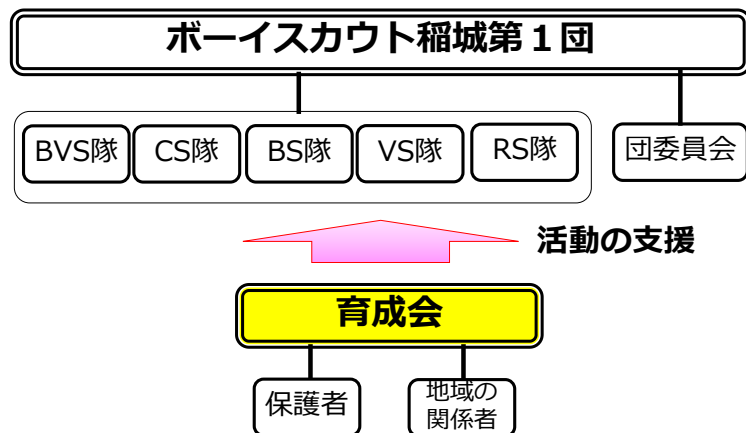 ボーイスカウト稲城第１団
BVS隊 CS隊 BS隊 VS隊 RS隊 団委員会
活動の支援
育成会
保護者
地域の
関係者